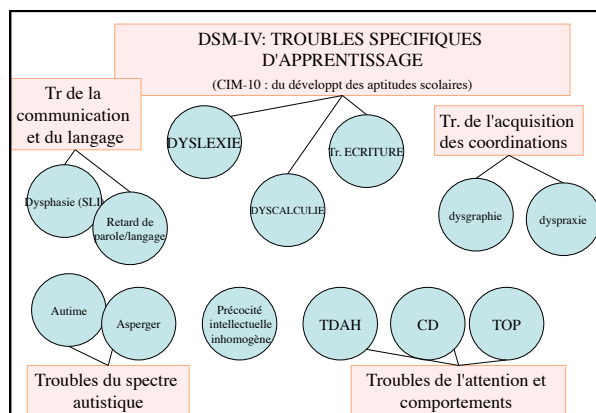 DSM-IV: TROUBLES SPECIFIQUES
D'APPRENTISSAGE
(CIM-10 : du développt des aptitudes scolaires)
Tr de la
communication
et du langage
Tr. de l'acquisition
des coordinations
DYSLEXIE
Tr. ECRITURE
DYSCALCULIE
Dysphasie (SLI)
Retard de
parole/langage
dysgraphie
dyspraxie
Autime
Asperger
Précocité
intellectuelle
inhomogène
TDAH
CD
TOP
Troubles du spectre
autistique
Troubles de l'attention et
comportements